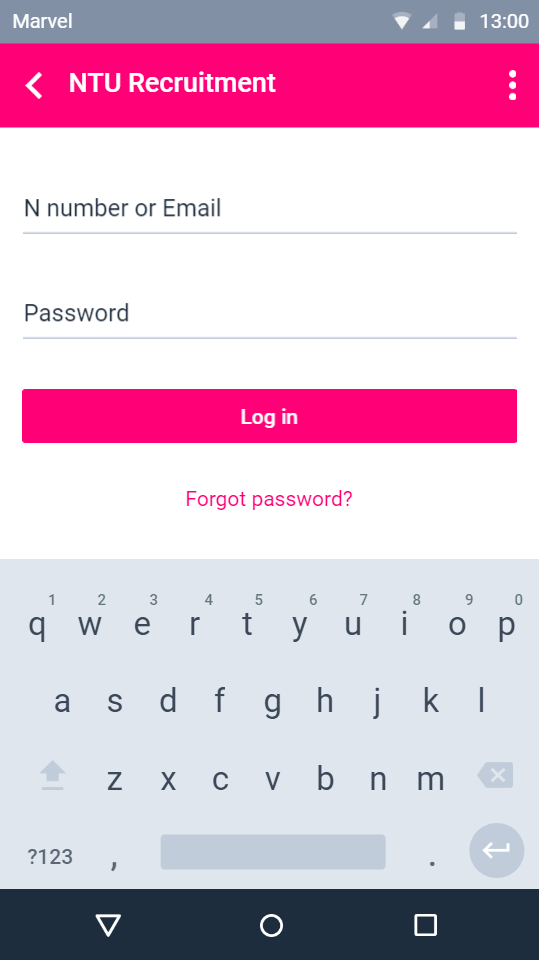 Marvel 13:00
NTU Recruitment
N number or Email
Password
Log in
Forgot password?
1 2 3 4 5 6 7 8 9 0
q w e r t y u i o p
a s d f g h j k l
z x c v b n m
?123 , .